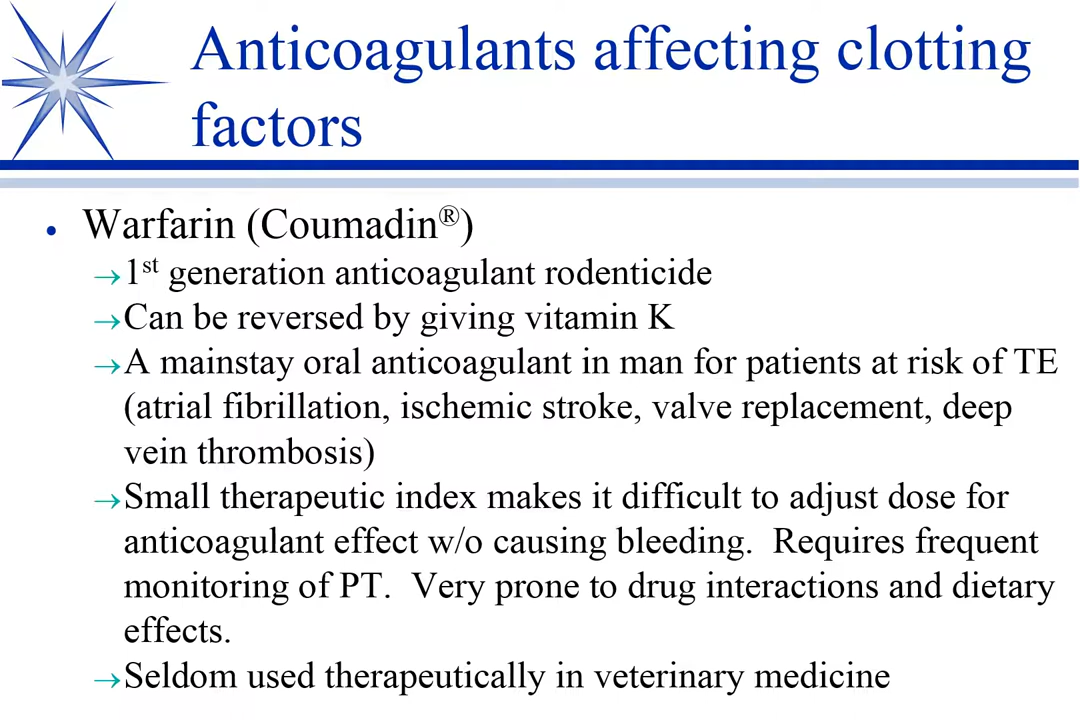 Anticoagulants affecting clotting
factors
• Warfarin (Coumadin®)
→1st generation anticoagulant rodenticide
→Can be reversed by giving vitamin K
→A mainstay oral anticoagulant in man for patients at risk of TE
(atrial fibrillation, ischemic stroke, valve replacement, deep
vein thrombosis)
→Small therapeutic index makes it difficult to adjust dose for
anticoagulant effect w/o causing bleeding.  Requires frequent
monitoring of PT.  Very prone to drug interactions and dietary
effects.
→Seldom used therapeutically in veterinary medicine